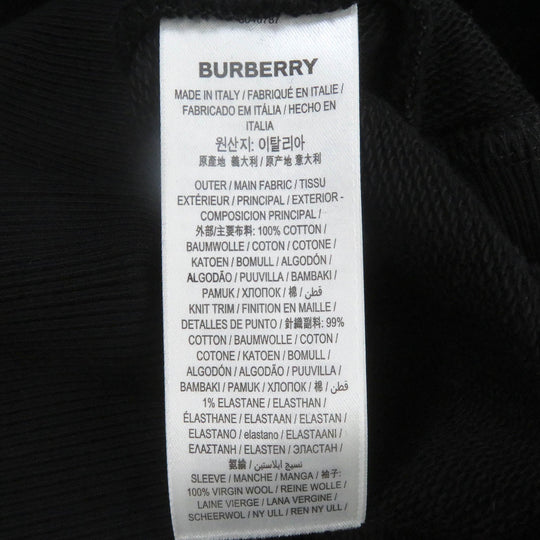 BURBERRY
MADE IN ITALY / FABRIQUÉ EN ITALIE /
FABRICADO EM ITÁLIA / HECHO EN
ITALIA
원산지: 이탈리아
原產地 義大利 / 原产地 意大利
OUTER / MAIN FABRIC / TISSU
EXTÉRIEUR / PRINCIPAL / EXTERIOR -
COMPOSICION PRINCIPAL /
外部/主要布料: 100% COTTON /
BAUMWOLLE / COTON / COTONE /
KATOEN / BOMULL / ALGODÓN /
ALGODÃO / PUUVILLA / BAMBAKI /
PAMUK / ХЛОПОК / 棉 / قطن /
KNIT TRIM / FINITION EN MAILLE /
DETALLES DE PUNTO / 針織副料: 99%
COTTON / BAUMWOLLE / COTON /
COTONE / KATOEN / BOMULL /
ALGODÓN / ALGODÃO / PUUVILLA /
BAMBAKI / PAMUK / ХЛОПОК / 棉 / قطن /
1% ELASTANE / ELASTHAN /
ÉLASTHANE / ELASTAAN / ELASTAN /
ELASTANO / elastano / ELASTAANI /
ΕΛΑΣΤΑΝΗ / ELASTEN / ЭЛАСТАН /
氨綸 / نسيج ايلاستين /
SLEEVE / MANCHE / MANGA / 袖子:
100% VIRGIN WOOL / REINE WOLLE /
LAINE VIERGE / LANA VERGINE /
SCHEERWOL / NY ULL / REN NY ULL /